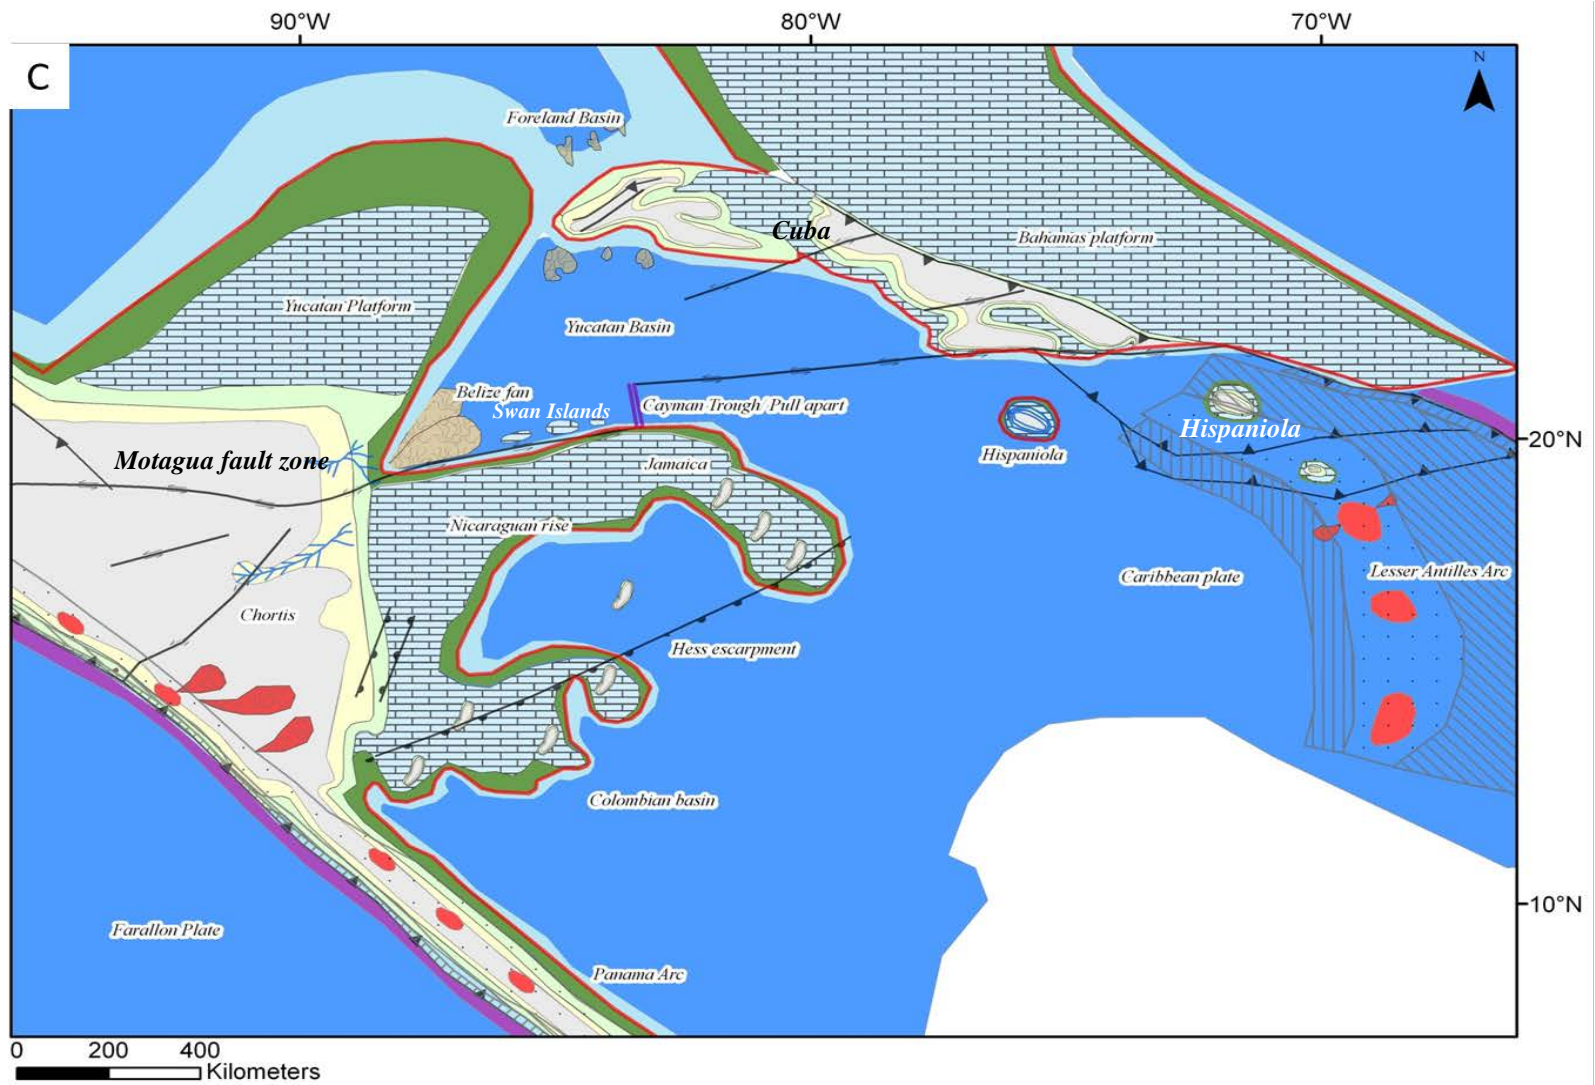 90°W
80°W
70°W
C
N
Foreland Basin
Cuba
Bahamas platform
Yucatan Platform
Yucatan Basin
Belize fan
Swan Islands
Cayman Trough/Pull apart
Hispaniola
20°N
Hispaniola
Motagua fault zone
Jamaica
Nicaraguan rise
Caribbean plate
Lesser Antilles Arc
Chortis
Hess escarpment
Colombian basin
10°N
Farallon Plate
Panama Arc
0 200 400
Kilometers